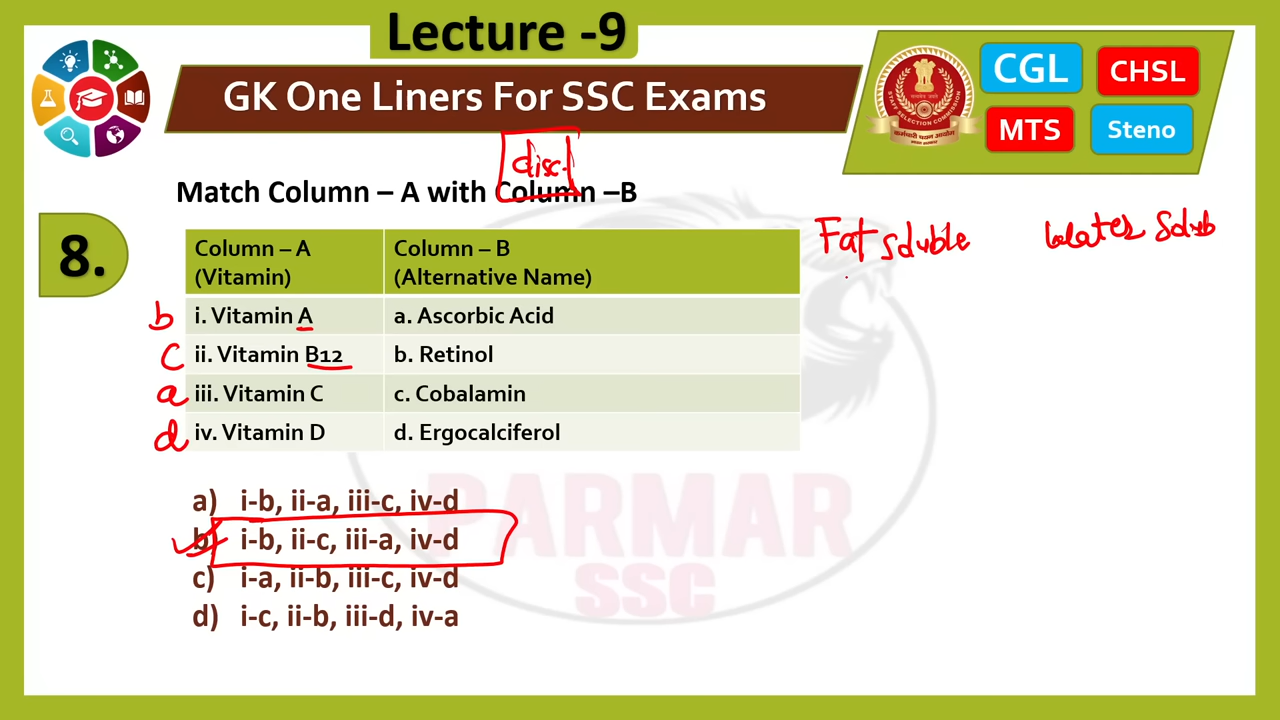 Lecture -9
GK One Liners For SSC Exams
CGL
CHSL
MTS
Steno
disc.
Match Column – A with Column –B
8.
Fat soluble
Column – A
(Vitamin)
Column – B
(Alternative Name)
b
i. Vitamin A
a. Ascorbic Acid
c
ii. Vitamin B12
b. Retinol
a
iii. Vitamin C
c. Cobalamin
d
iv. Vitamin D
d. Ergocalciferol
a) i-b, ii-a, iii-c, iv-d
b) i-b, ii-c, iii-a, iv-d
c) i-a, ii-b, iii-c, iv-d
d) i-c, ii-b, iii-d, iv-a
PARMAR
SSC